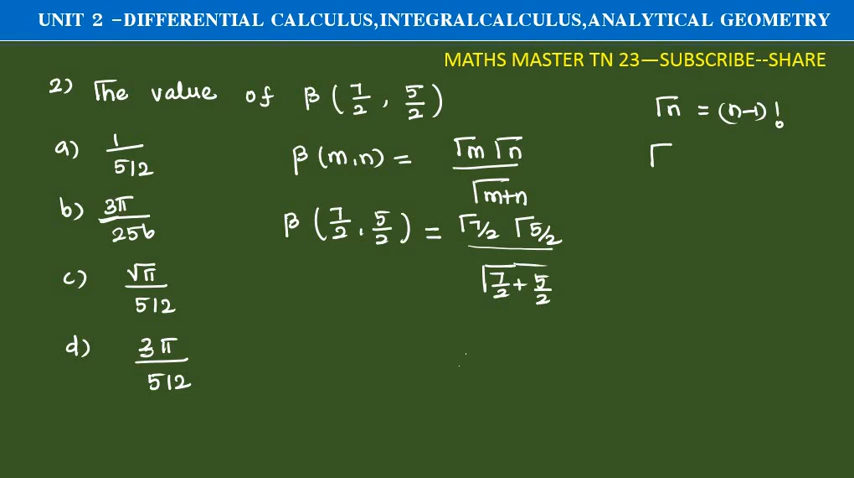 UNIT 2 –DIFFERENTIAL CALCULUS,INTEGRALCALCULUS,ANALYTICAL GEOMETRY
MATHS MASTER TN 23—SUBSCRIBE--SHARE
2) The value of β(7/2, 5/2)
Γn = (n-1)!
a) 1/512
β(m,n) = Γm Γn / Γm+n
Γ
b) 3π/256
β(7/2, 5/2) = Γ7/2 Γ5/2 / Γ7/2 + 5/2
c) √π/512
d) 3π/512